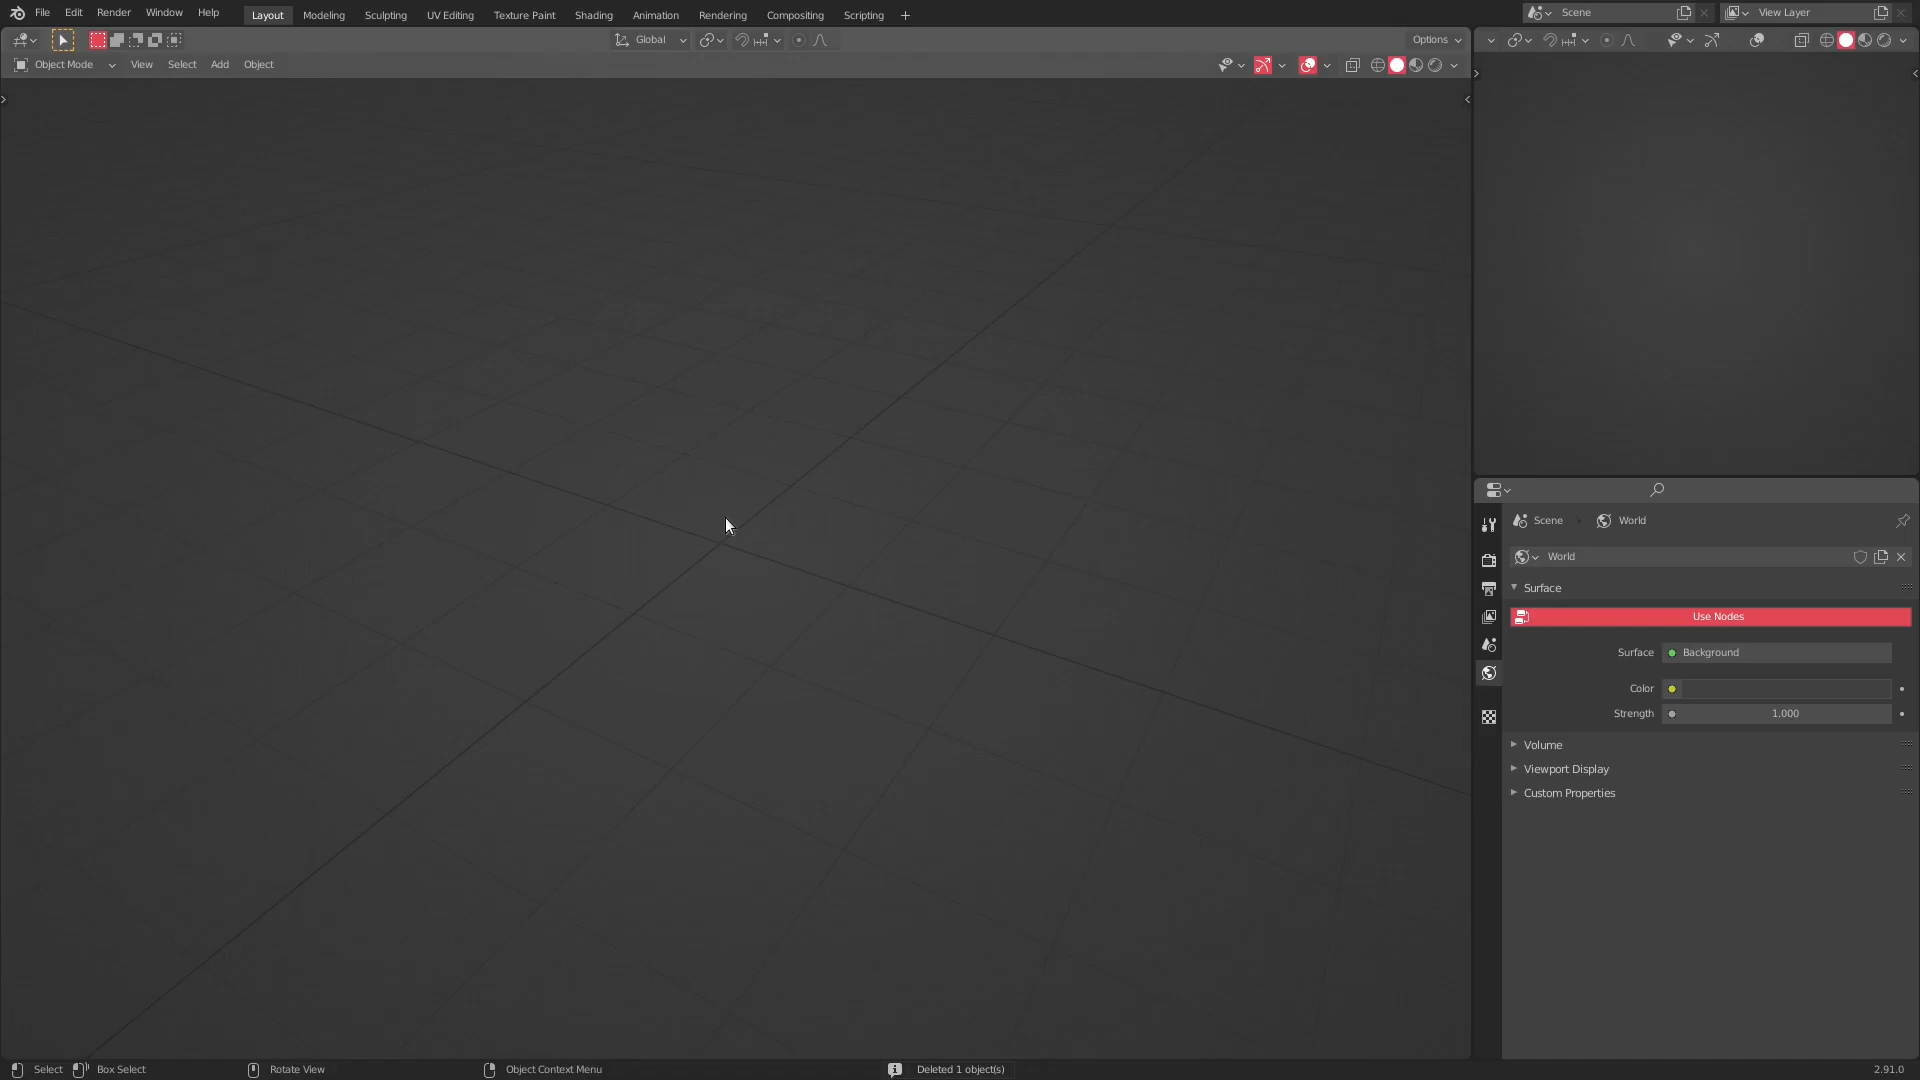 File Edit Render Window Help Layout Modeling Sculpting UV Editing Texture Paint Shading Animation Rendering Compositing Scripting Scene View Layer
Global Options
Object Mode View Select Add Object
Scene World
World
Surface
Use Nodes
Surface Background
Color
Strength 1.000
Volume
Viewport Display
Custom Properties
Select Box Select Rotate View Object Context Menu Deleted 1 object(s) 2.91.0